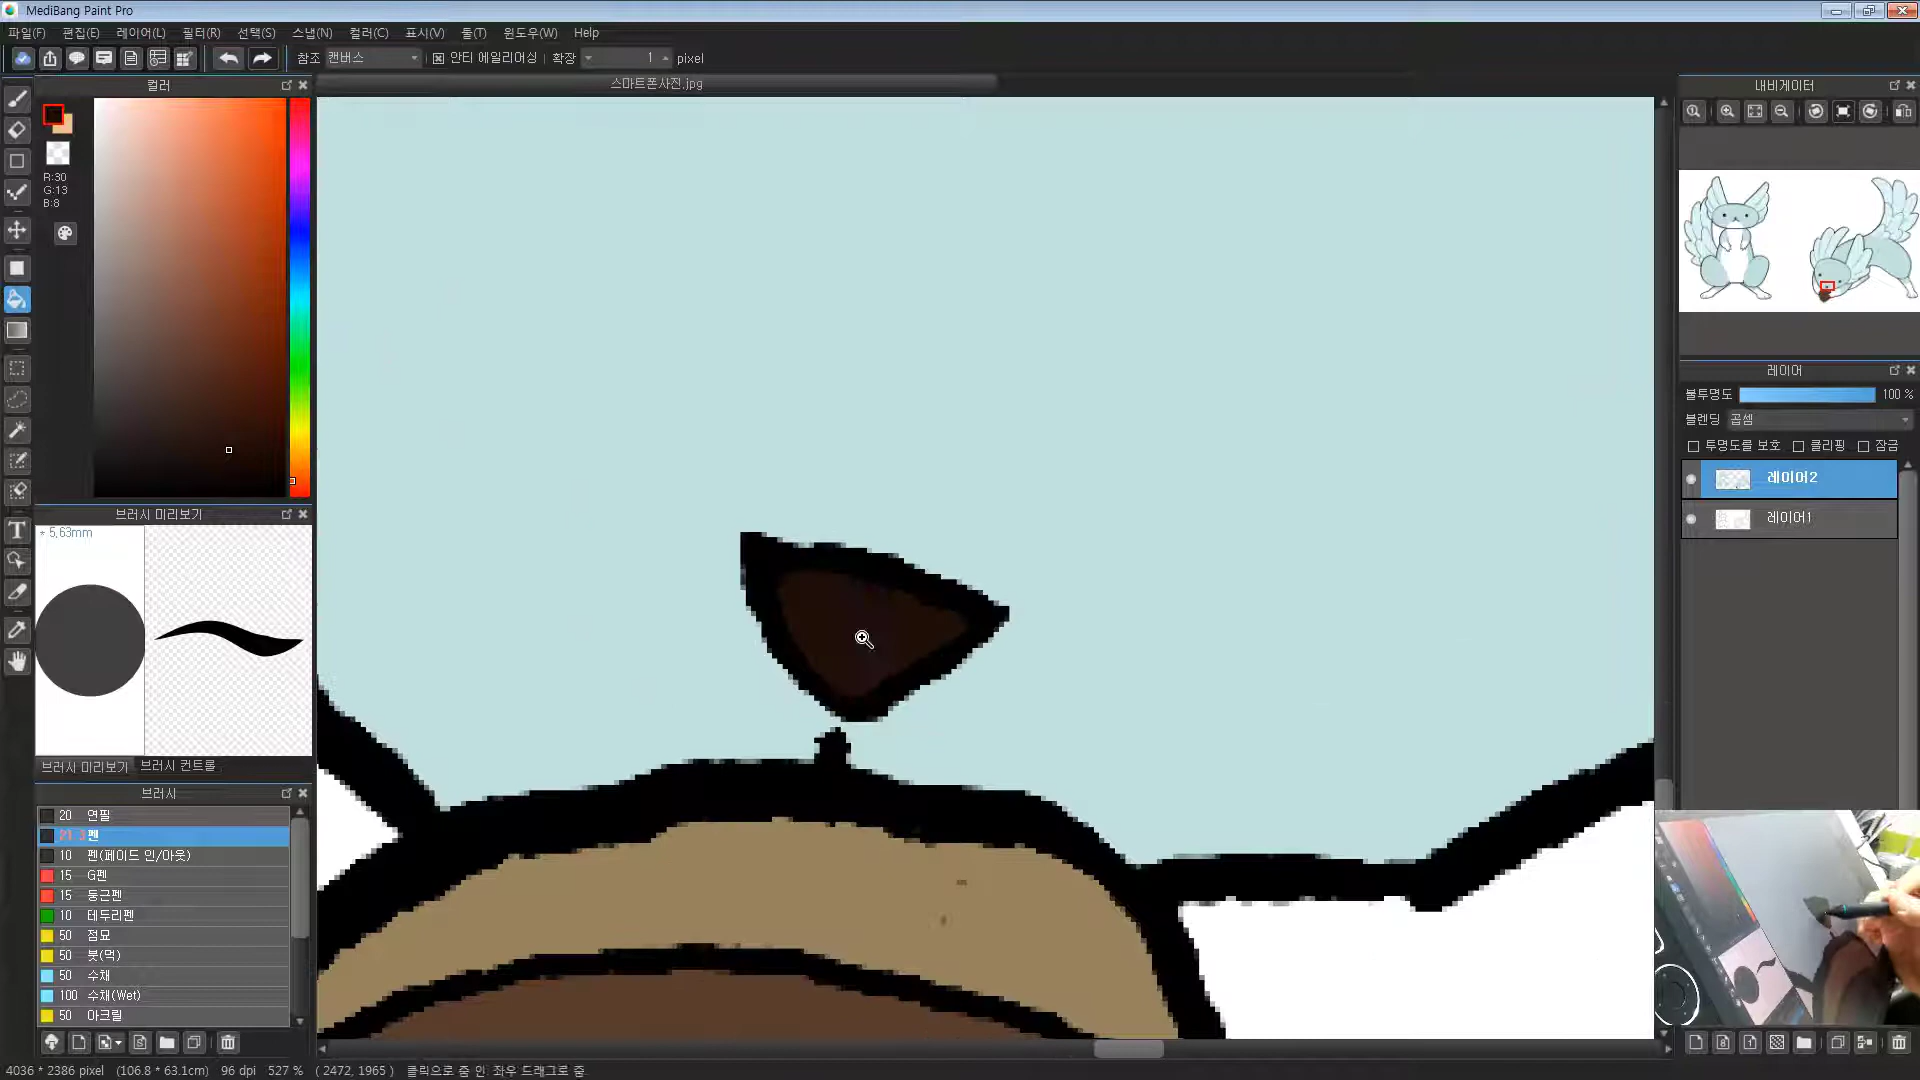 MediBang Paint Pro
파일(F) 편집(E) 레이어(L) 필터(R) 선택(S) 스냅(N) 컬러(C) 표시(V) 툴(T) 윈도우(W) Help
참조 캔버스 안티 에일리어싱 확장 1 pixel
컬러
스마트폰사진.jpg
내비게이터
R:30
G:13
B:8
레이어
불투명도 100 %
블렌딩 곱셈
투명도를 보호 클리핑 잠금
레이어2
레이어1
브러시 미리보기
* 5,63mm
브러시 미리보기 브러시 컨트롤
브러시
20 연필
펜
10 펜(페이드 인/아웃)
15 G펜
15 둥근펜
10 테두리펜
50 점묘
50 붓(먹)
50 수채
100 수채(Wet)
50 아크릴
4036 * 2386 pixel (106.8 * 63.1cm) 96 dpi 527 % ( 2472, 1965 ) 클릭으로 줌 인. 좌우 드래그로 줌